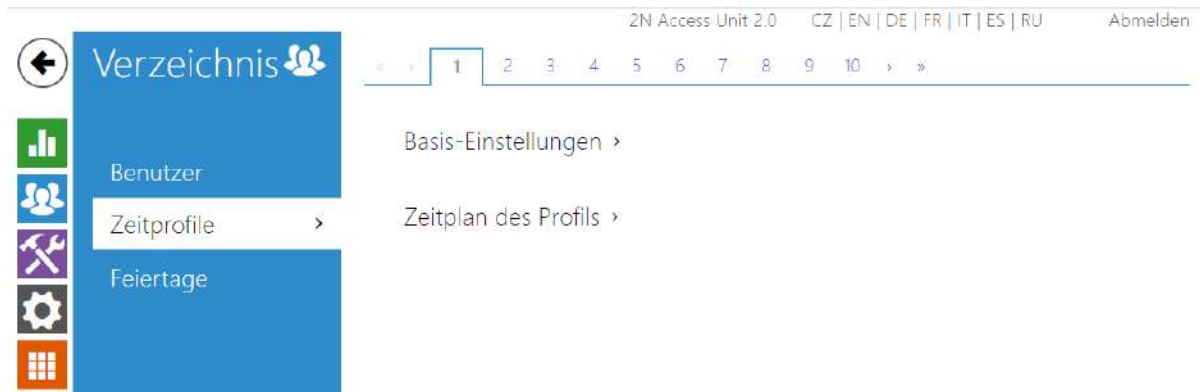 2N Access Unit 2.0 CZ | EN | DE | FR | IT | ES | RU Abmelden
Verzeichnis
« ‹ 1 2 3 4 5 6 7 8 9 10 › »
Basis-Einstellungen ›
Benutzer
Zeitprofile ›
Zeitplan des Profils ›
Feiertage